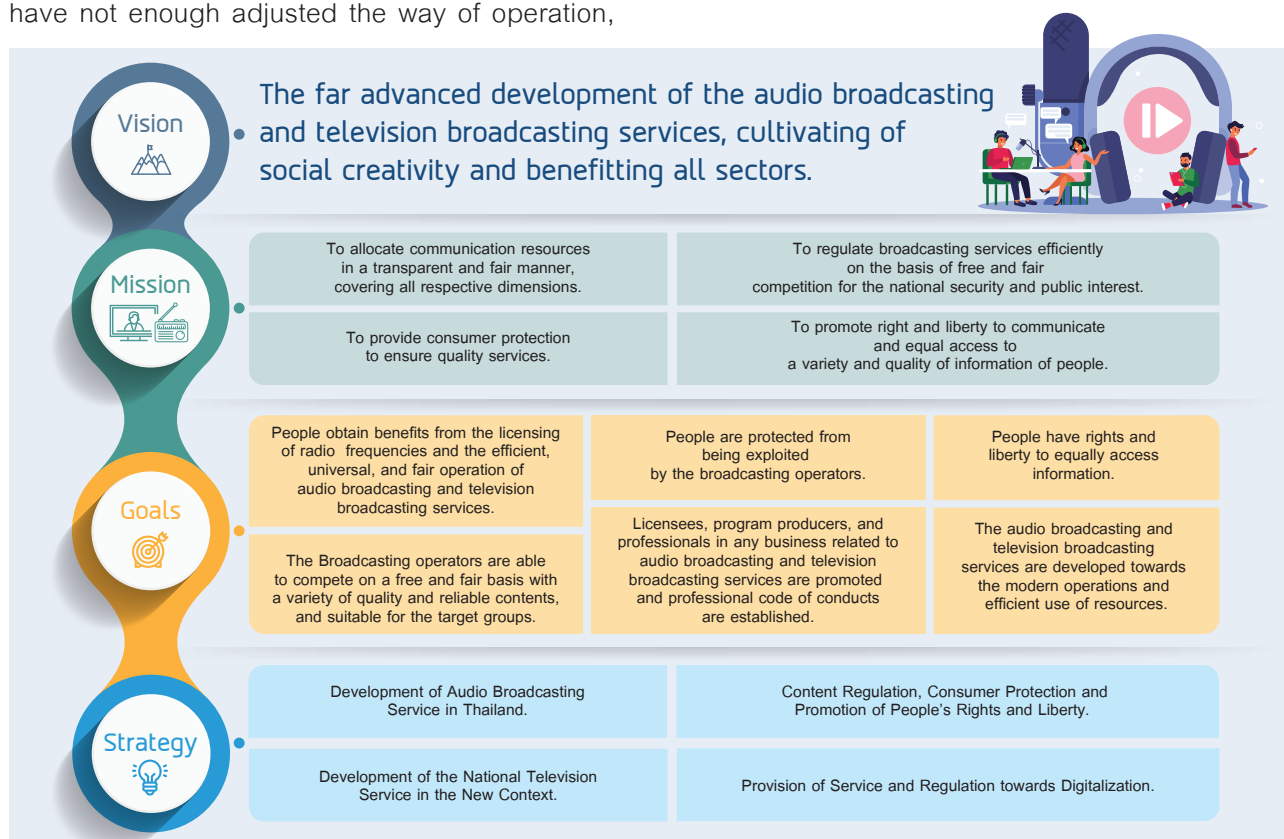 have not enough adjusted the way of operation,
Vision
The far advanced development of the audio broadcasting
and television broadcasting services, cultivating of
social creativity and benefitting all sectors.
Mission
To allocate communication resources
in a transparent and fair manner,
covering all respective dimensions.
To regulate broadcasting services efficiently
on the basis of free and fair
competition for the national security and public interest.
To provide consumer protection
to ensure quality services.
To promote right and liberty to communicate
and equal access to
a variety and quality of information of people.
Goals
People obtain benefits from the licensing
of radio frequencies and the efficient,
universal, and fair operation of
audio broadcasting and television
broadcasting services.
People are protected from
being exploited
by the broadcasting operators.
People have rights and
liberty to equally access
information.
The Broadcasting operators are able
to compete on a free and fair basis with
a variety of quality and reliable contents,
and suitable for the target groups.
Licensees, program producers, and
professionals in any business related to
audio broadcasting and television
broadcasting services are promoted
and professional code of conducts
are established.
The audio broadcasting and
television broadcasting
services are developed towards
the modern operations and
efficient use of resources.
Strategy
Development of Audio Broadcasting
Service in Thailand.
Content Regulation, Consumer Protection and
Promotion of People's Rights and Liberty.
Development of the National Television
Service in the New Context.
Provision of Service and Regulation towards Digitalization.